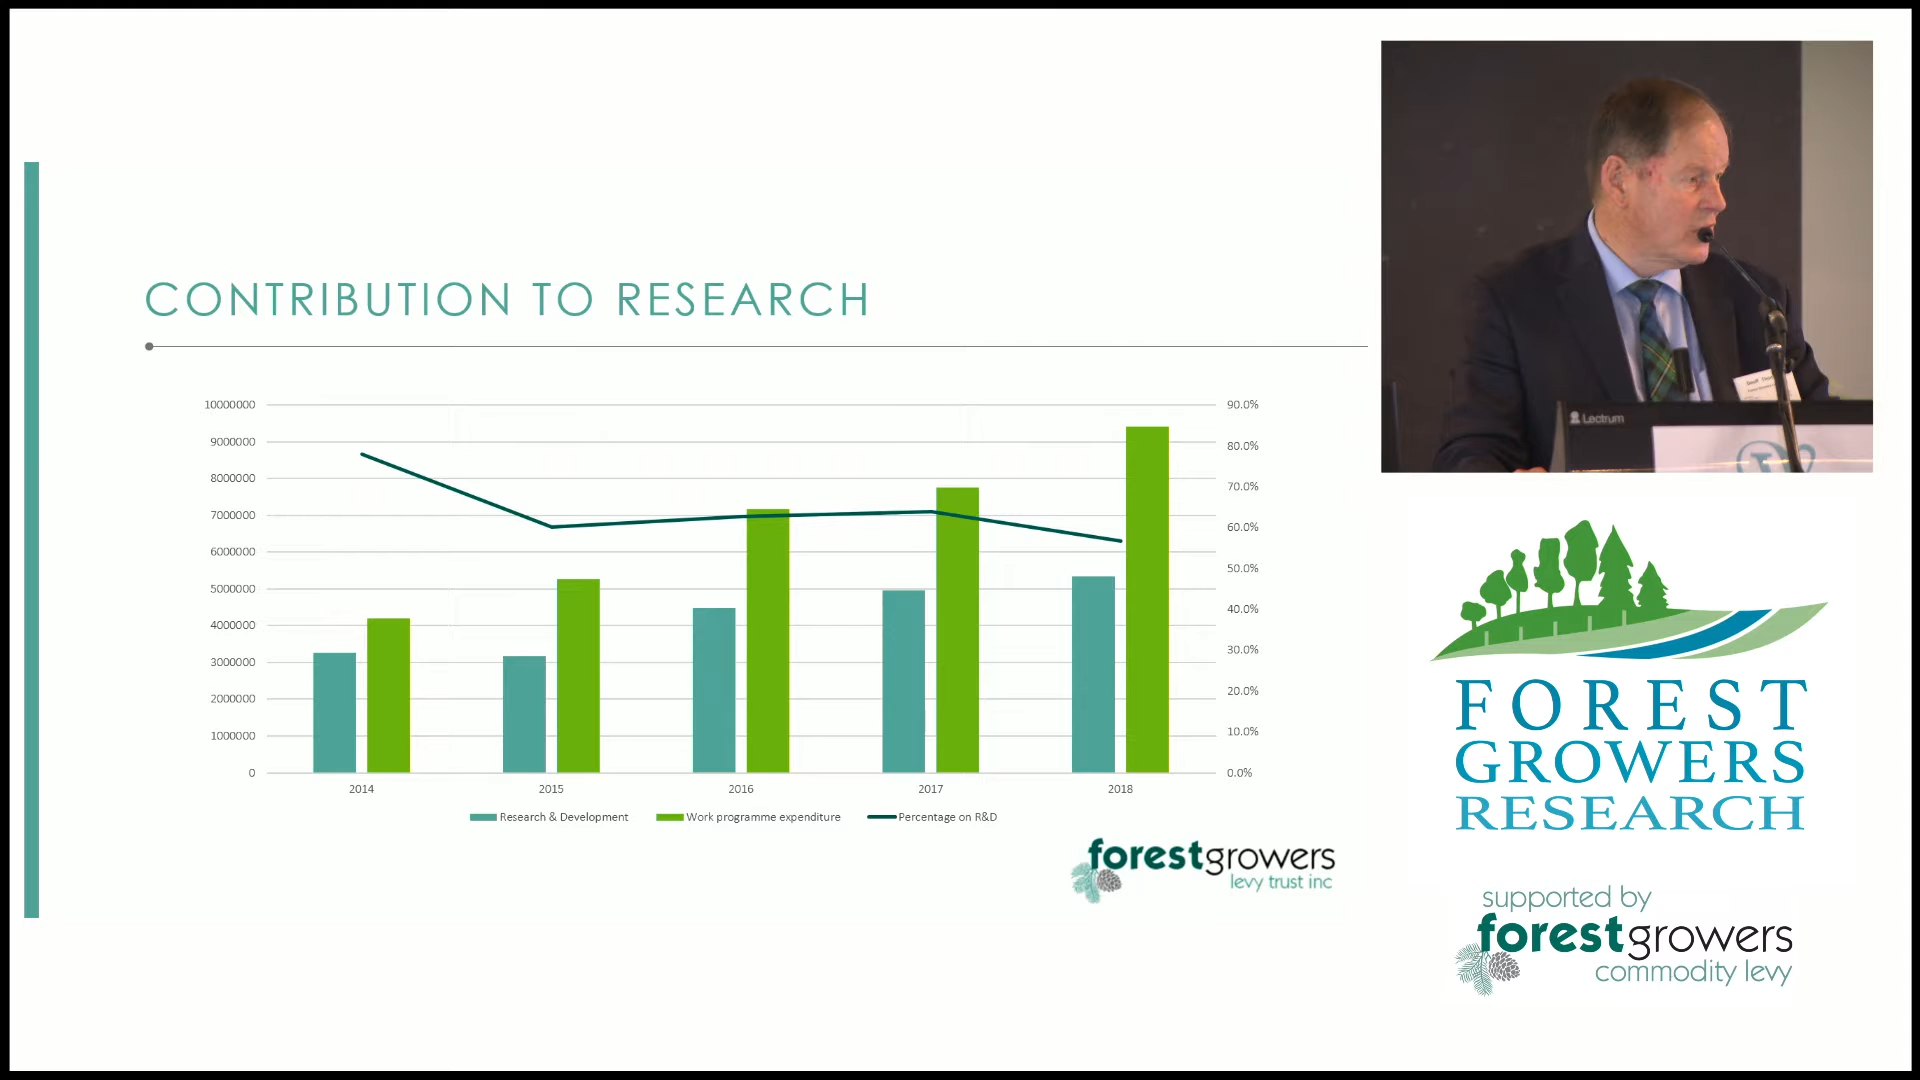 CONTRIBUTION TO RESEARCH
10000000
9000000
8000000
7000000
6000000
5000000
4000000
3000000
2000000
1000000
0
90.0%
80.0%
70.0%
60.0%
50.0%
40.0%
30.0%
20.0%
10.0%
0.0%
2014 2015 2016 2017 2018
Research & Development Work programme expenditure Percentage on R&D
forestgrowers
levy trust inc
Lectrum
FOREST
GROWERS
RESEARCH
supported by
forestgrowers
commodity levy